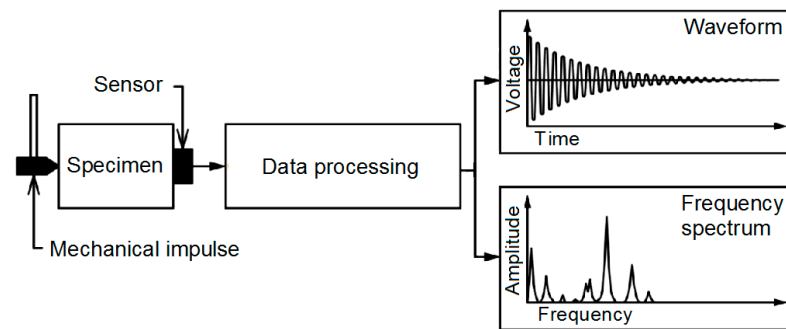 Waveform
Voltage
Time
Sensor
Specimen
Data processing
Mechanical impulse
Frequency
spectrum
Amplitude
Frequency